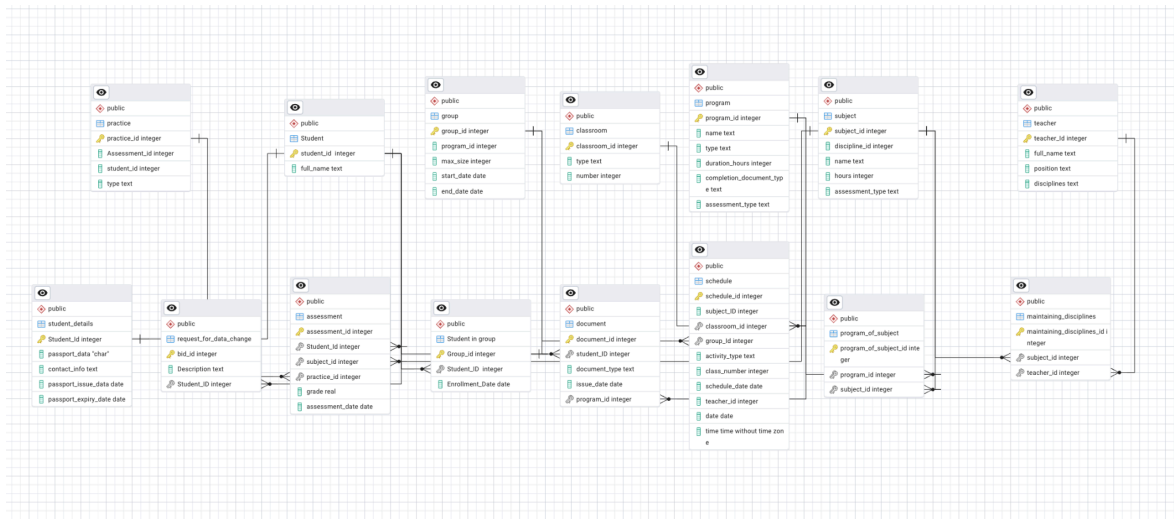 public
practice
practice_id integer
Assessment_id integer
student_id integer
type text
public
Student
student_id integer
full_name text
public
group
group_id integer
program_id integer
max_size integer
start_date date
end_date date
public
classroom
classroom_id integer
type text
number integer
public
program
program_id integer
name text
type text
duration_hours integer
completion_document_typ
e text
assessment_type text
public
subject
subject_id integer
discipline_id integer
name text
hours integer
assessment_type text
public
teacher
teacher_Id integer
full_name text
position text
disciplines text
public
student_details
Student_Id integer
passport_data "char"
contact_info text
passport_issue_data date
passport_expiry_date date
public
request_for_data_change
bid_id integer
Description text
Student_ID integer
public
assessment
assessment_id integer
Student_Id integer
subject_id integer
practice_id integer
grade real
assessment_date date
public
Student in group
Group_id integer
Student_ID integer
Enrollment_Date date
public
document
document_id integer
student_ID integer
document_type text
issue_date date
program_id integer
public
schedule
schedule_id integer
subject_ID integer
classroom_id integer
group_id integer
activity_type text
class_number integer
schedule_date date
teacher_id integer
date date
time time without time zon
e
public
program_of_subject
program_of_subject_id inte
ger
program_id integer
subject_id integer
public
maintaining_disciplines
maintaining_disciplines_id i
nteger
subject_id integer
teacher_id integer